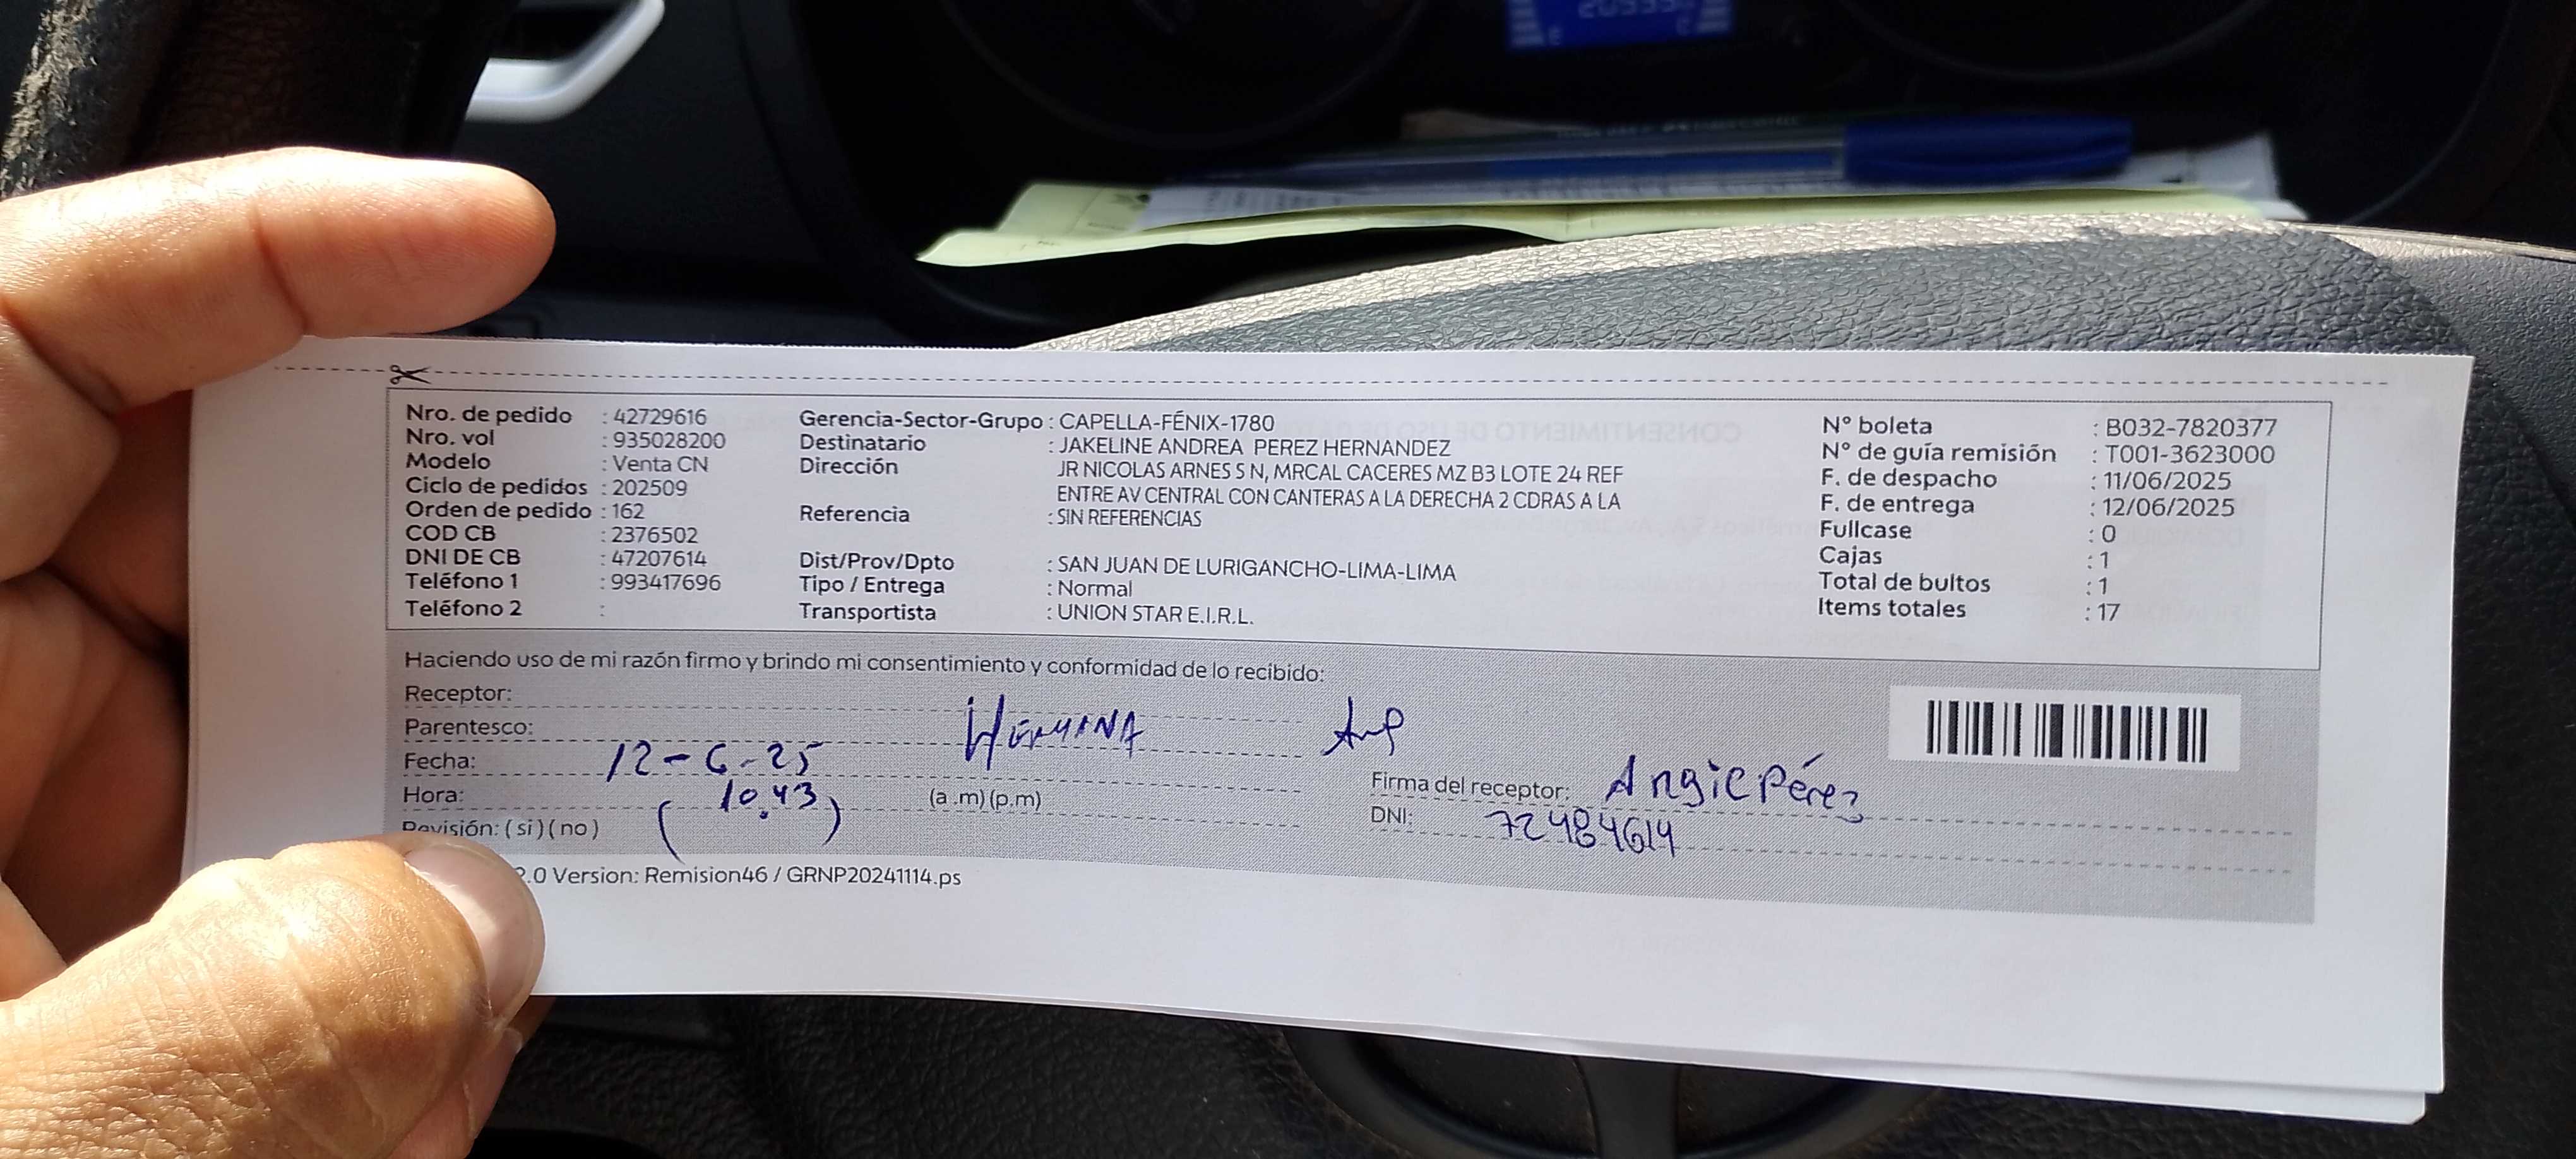 Nro. de pedido : 42729616
Nro. vol : 935028200
Modelo : Venta CN
Ciclo de pedidos : 202509
Orden de pedido : 162
COD CB : 2376502
DNI DE CB : 47207614
Teléfono 1 : 993417696
Teléfono 2 :
Gerencia-Sector-Grupo : CAPELLA-FÉNIX-1780
Destinatario : JAKELINE ANDREA PEREZ HERNANDEZ
Dirección JR NICOLAS ARNES S N, MRCAL CACERES MZ B3 LOTE 24 REF
ENTRE AV CENTRAL CON CANTERAS A LA DERECHA 2 CDRAS A LA
Referencia : SIN REFERENCIAS
Dist/Prov/Dpto : SAN JUAN DE LURIGANCHO-LIMA-LIMA
Tipo / Entrega : Normal
Transportista : UNION STAR E.I.R.L.
N° boleta : B032-7820377
N° de guía remisión : T001-3623000
F. de despacho : 11/06/2025
F. de entrega : 12/06/2025
Fullcase : 0
Cajas : 1
Total de bultos : 1
Items totales : 17
Haciendo uso de mi razón firmo y brindo mi consentimiento y conformidad de lo recibido:
Receptor:
Parentesco: HERMANA
Fecha: 12-6-25
Hora: (10.43) (a .m) (p.m)
Revisión: ( si ) ( no )
Firma del receptor: Angie Pérez
DNI: 72484614
2.0 Version: Remision46 / GRNP20241114.ps